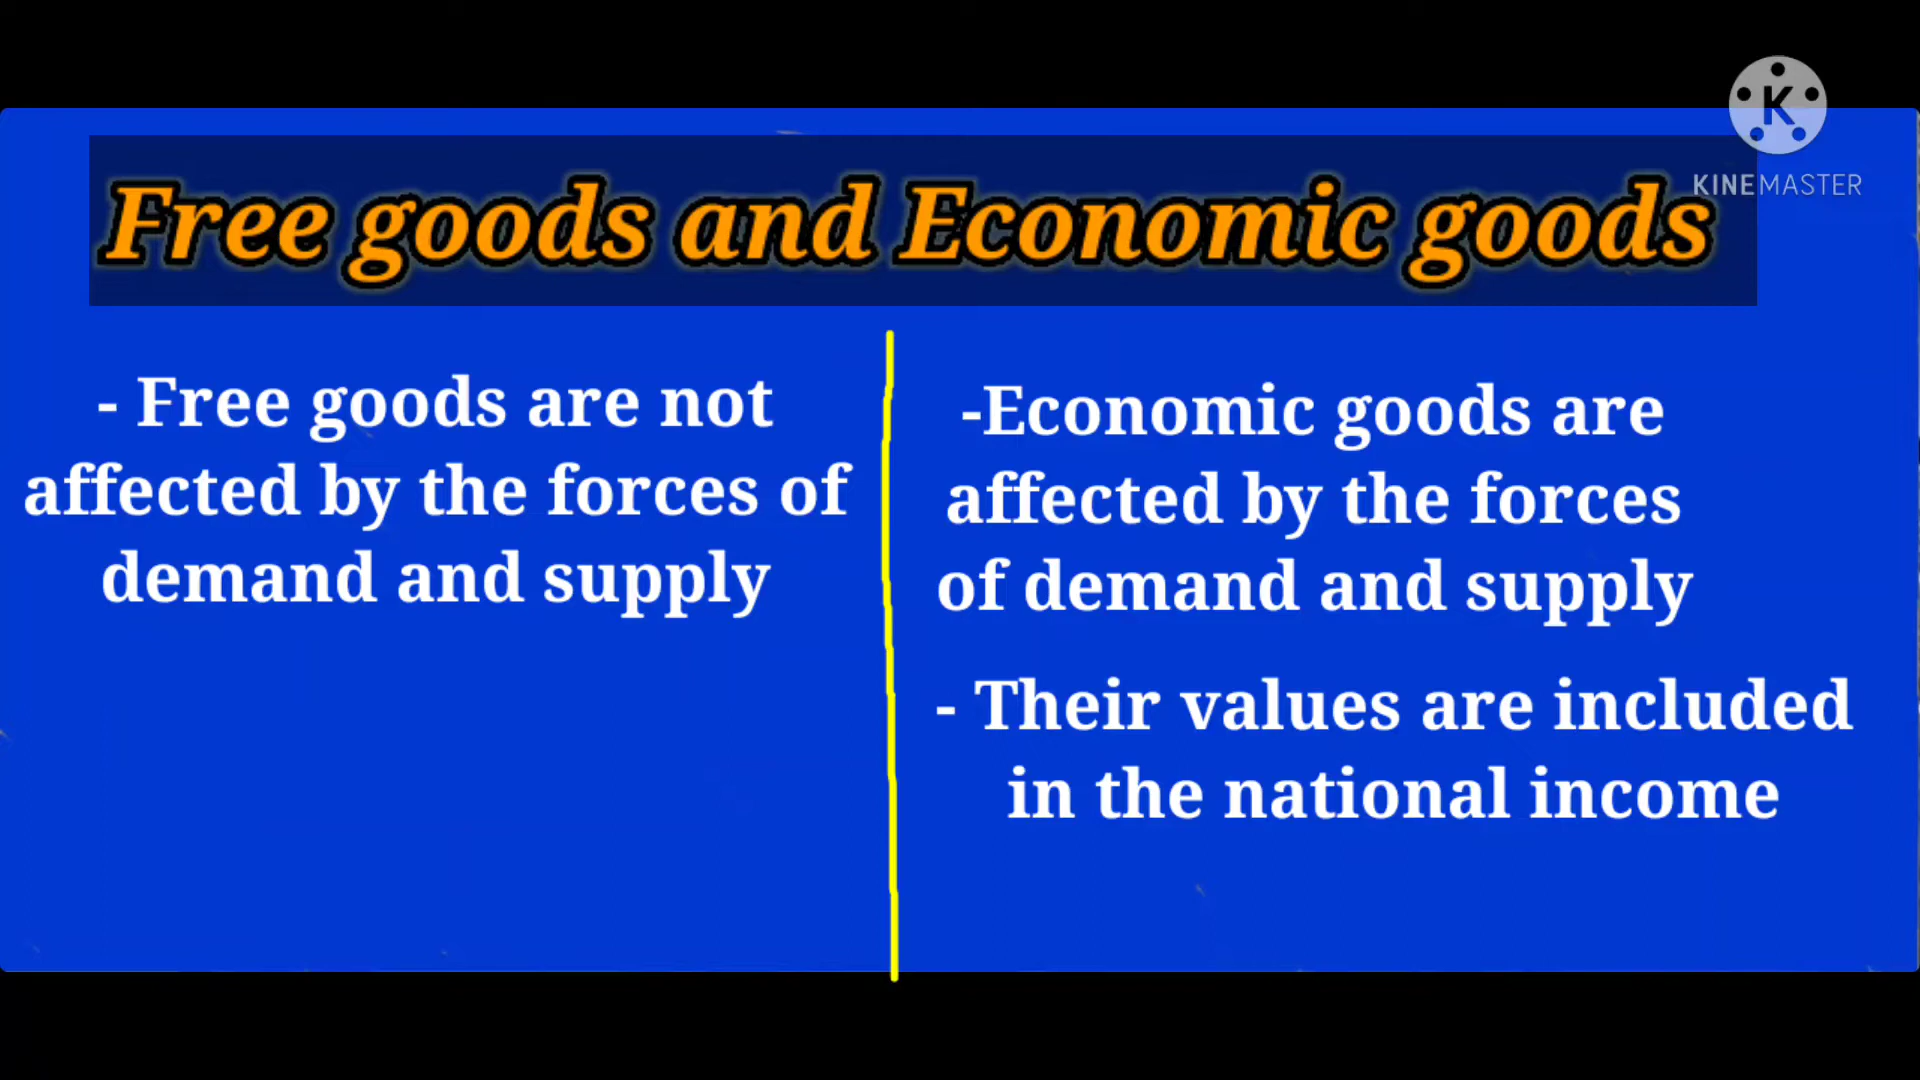 K
KINEMASTER
Free goods and Economic goods
- Free goods are not
affected by the forces of
demand and supply
-Economic goods are
affected by the forces
of demand and supply
- Their values are included
in the national income